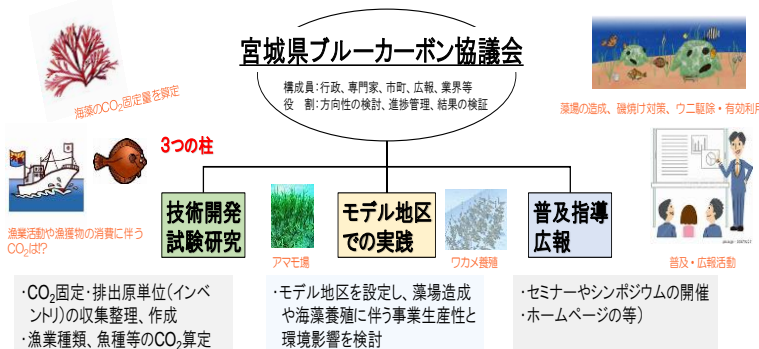 宮城県ブルーカーボン協議会
構成員：行政、専門家、市町、広報、業界等
役　割：方向性の検討、進捗管理、結果の検証
海藻のCO₂固定量を算定
藻場の造成、磯焼け対策、ウニ駆除・有効利用
3つの柱
漁業活動や漁獲物の消費に伴う
CO₂は!?
技術開発
試験研究
アマモ場
モデル地区
での実践
ワカメ養殖
普及指導
広報
普及・広報活動
・CO₂固定・排出原単位（インベ
ントリ）の収集整理、作成
・漁業種類、魚種等のCO₂算定
・モデル地区を設定し、藻場造成
や海藻養殖に伴う事業生産性と
環境影響を検討
・セミナーやシンポジウムの開催
・ホームページの等）